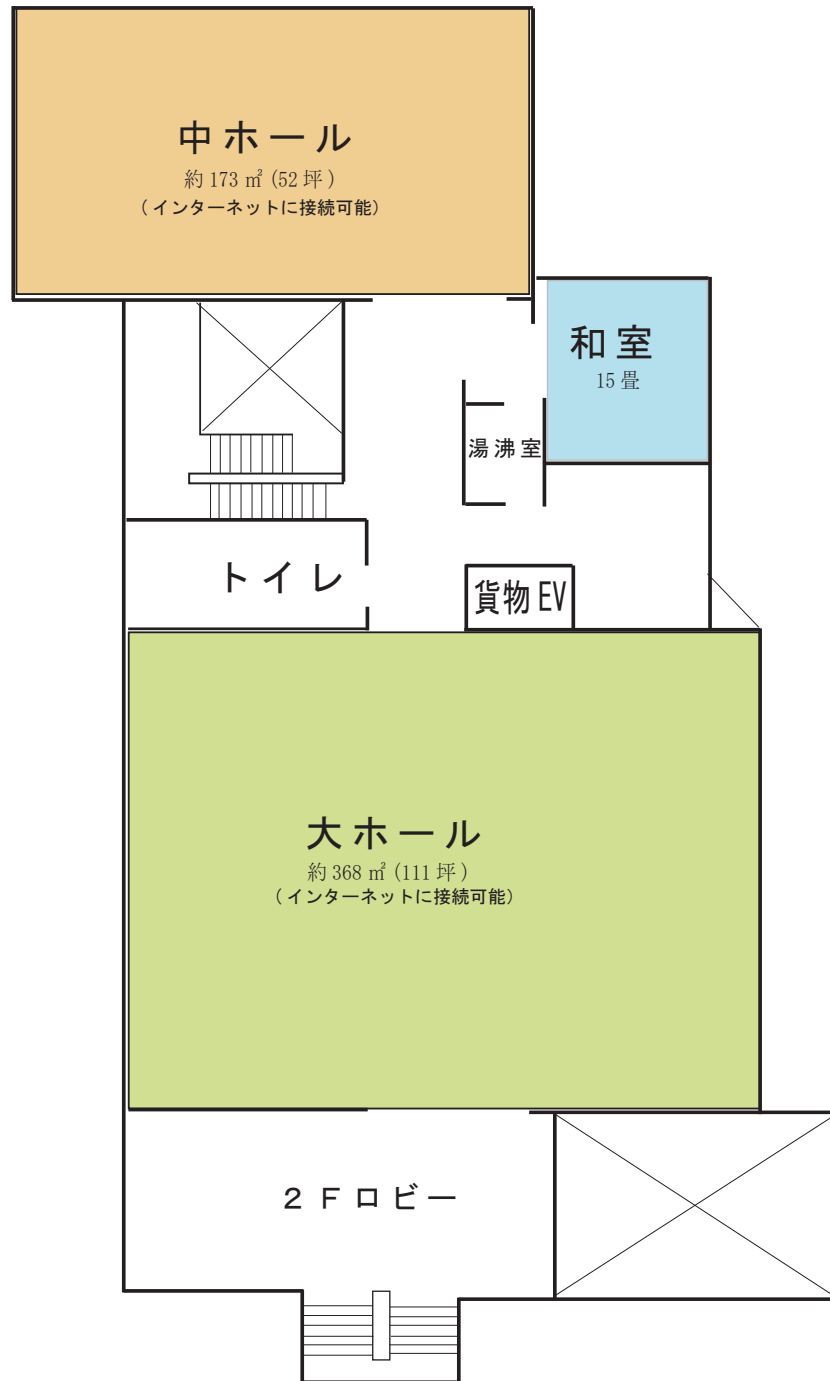 中ホール
約173㎡(52坪)
(インターネットに接続可能)
和室
15畳
湯沸室
トイレ
貨物EV
大ホール
約368㎡(111坪)
(インターネットに接続可能)
２Ｆロビー